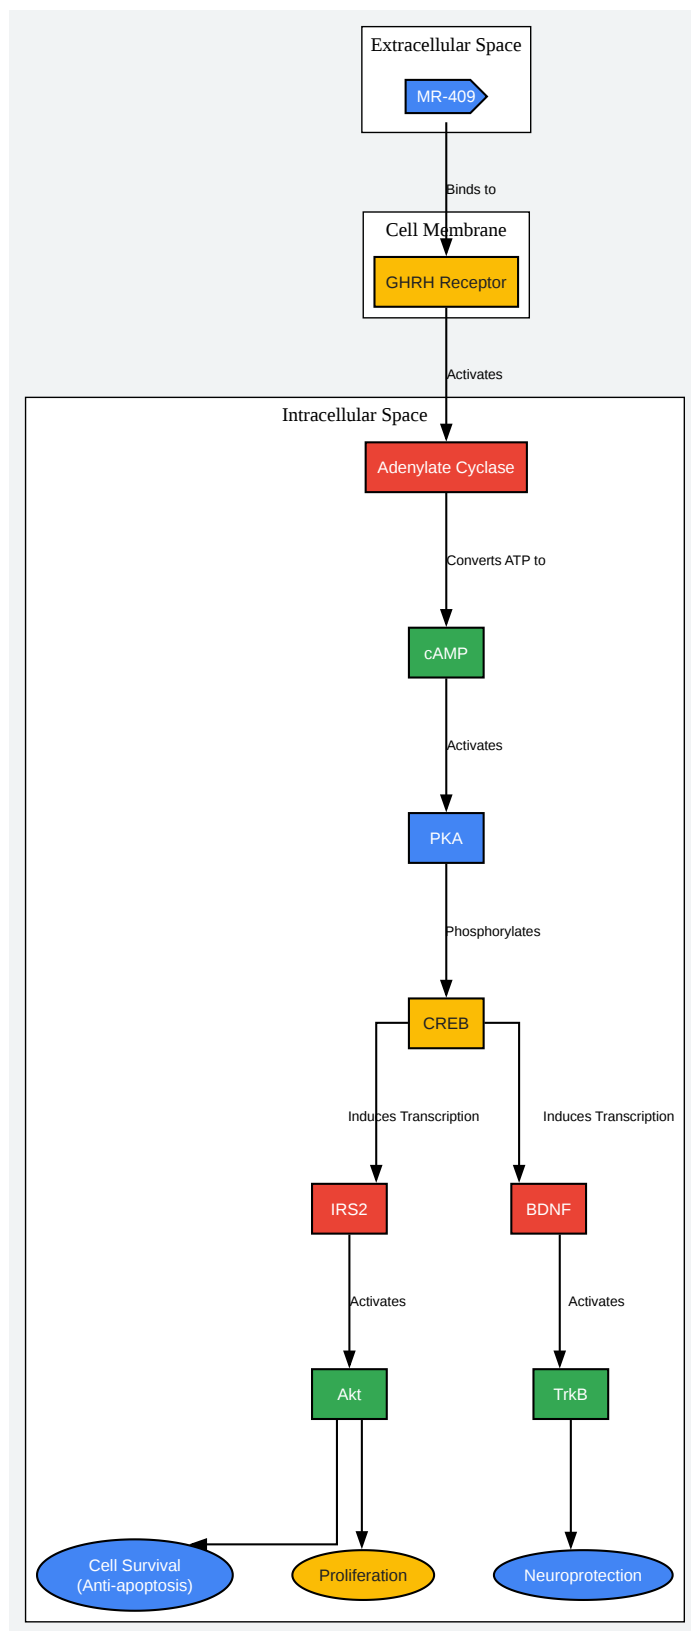 Extracellular Space
MR-409
Binds to
Cell Membrane
GHRH Receptor
Activates
Intracellular Space
Adenylate Cyclase
Converts ATP to
cAMP
Activates
PKA
Phosphorylates
CREB
Induces Transcription
Induces Transcription
IRS2
BDNF
Activates
Activates
Akt
TrkB
Cell Survival
(Anti-apoptosis)
Proliferation
Neuroprotection